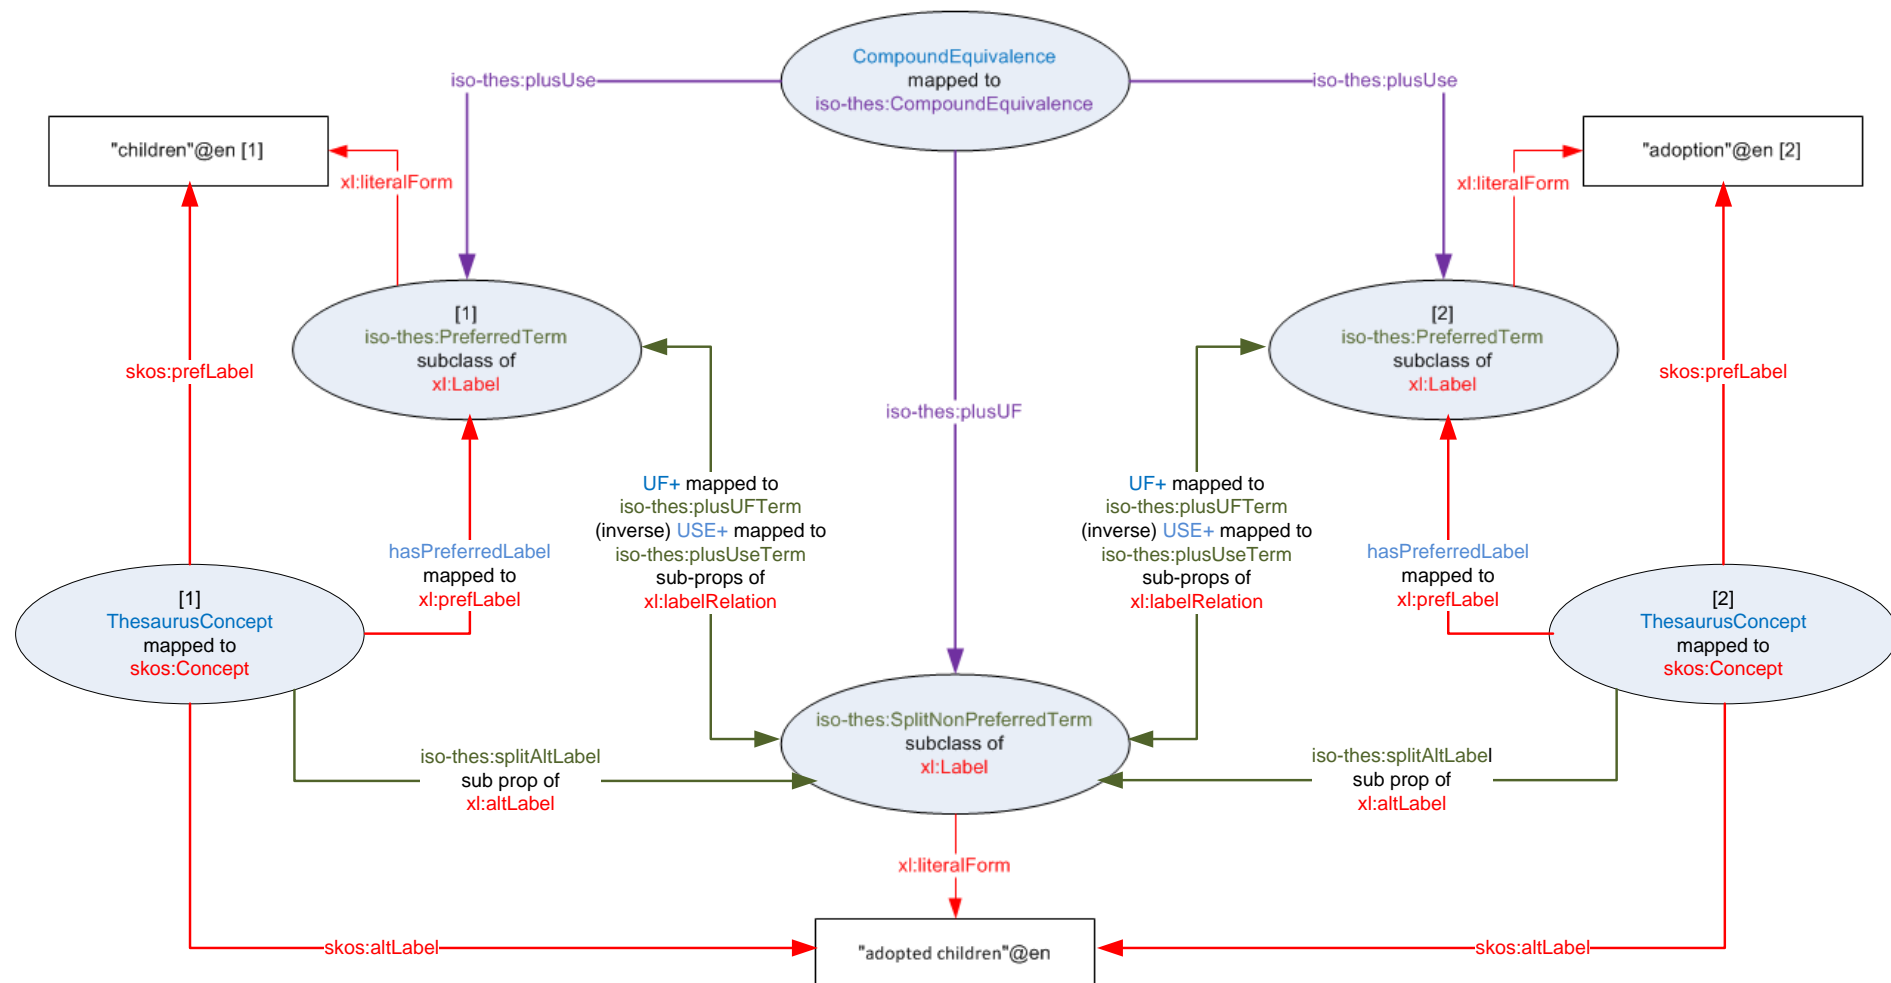 CompoundEquivalence
mapped to
iso-thes:CompoundEquivalence
iso-thes:plusUse
iso-thes:plusUse
"children"@en [1]
"adoption"@en [2]
xl:literalForm
xl:literalForm
[1]
iso-thes:PreferredTerm
subclass of
xl:Label
[2]
iso-thes:PreferredTerm
subclass of
xl:Label
skos:prefLabel
skos:prefLabel
iso-thes:plusUF
UF+ mapped to
iso-thes:plusUFTerm
(inverse) USE+ mapped to
iso-thes:plusUseTerm
sub-props of
xl:labelRelation
UF+ mapped to
iso-thes:plusUFTerm
(inverse) USE+ mapped to
iso-thes:plusUseTerm
sub-props of
xl:labelRelation
hasPreferredLabel
mapped to
xl:prefLabel
hasPreferredLabel
mapped to
xl:prefLabel
[1]
ThesaurusConcept
mapped to
skos:Concept
[2]
ThesaurusConcept
mapped to
skos:Concept
iso-thes:SplitNonPreferredTerm
subclass of
xl:Label
iso-thes:splitAltLabel
sub prop of
xl:altLabel
iso-thes:splitAltLabel
sub prop of
xl:altLabel
xl:literalForm
skos:altLabel
"adopted children"@en
skos:altLabel